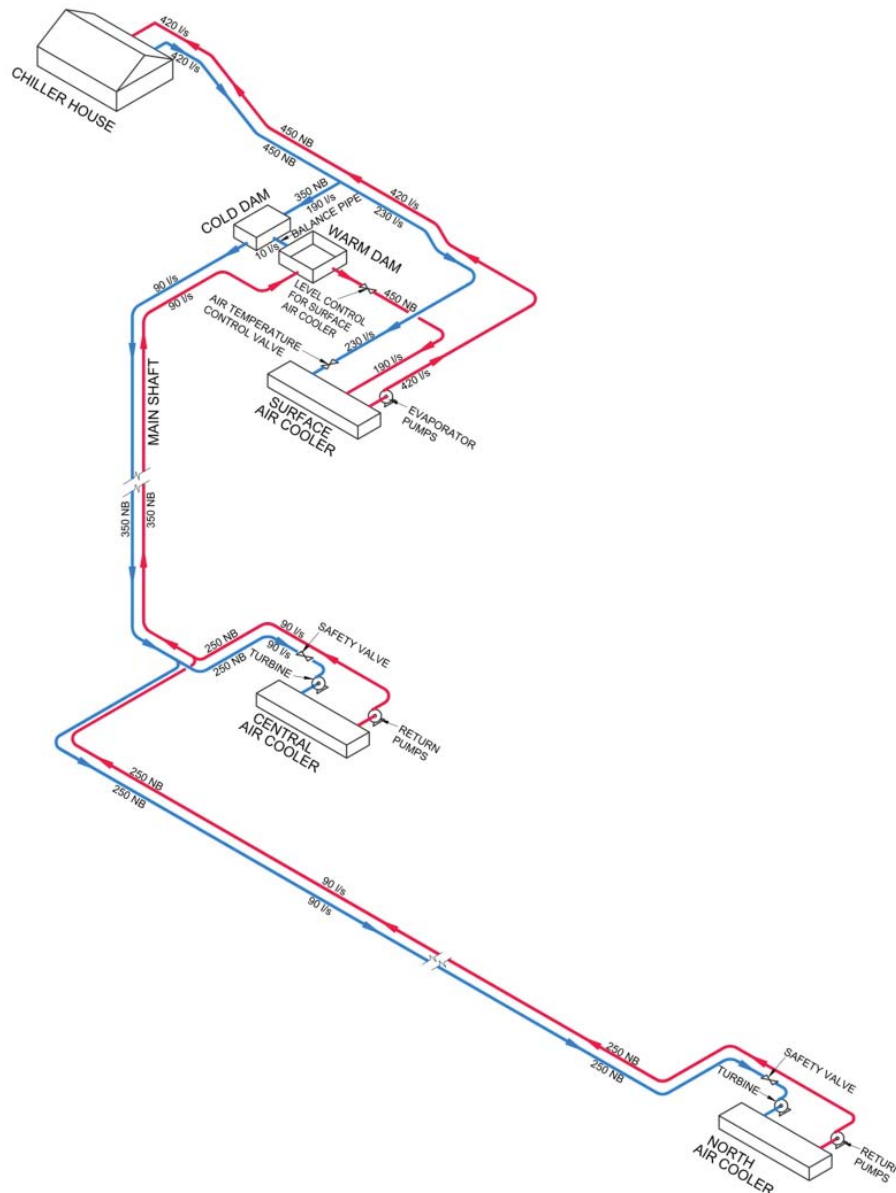 420 l/s
420 l/s
CHILLER HOUSE
450 NB
450 NB
350 NB
190 l/s
420 l/s
230 l/s
COLD DAM
BALANCE PIPE
10 l/s
WARM DAM
90 l/s
90 l/s
LEVEL CONTROL
FOR SURFACE
AIR COOLER
450 NB
AIR TEMPERATURE
CONTROL VALVE
230 l/s
190 l/s
420 l/s
SURFACE
AIR COOLER
EVAPORATOR
PUMPS
MAIN SHAFT
350 NB
350 NB
250 NB
250 NB
90 l/s
90 l/s
SAFETY VALVE
TURBINE
CENTRAL
AIR COOLER
RETURN
PUMPS
250 NB
250 NB
90 l/s
90 l/s
250 NB
250 NB
SAFETY VALVE
TURBINE
NORTH
AIR COOLER
RETURN
PUMPS